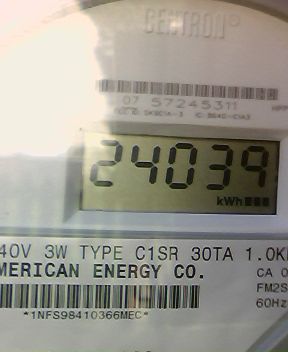 CENTRON®
07 57245311
24039
kWh
40V 3W TYPE C1SR 30TA 1.0K
MERICAN ENERGY CO.
CA 0
FM2S
60Hz
*1NFS98410366MEC*